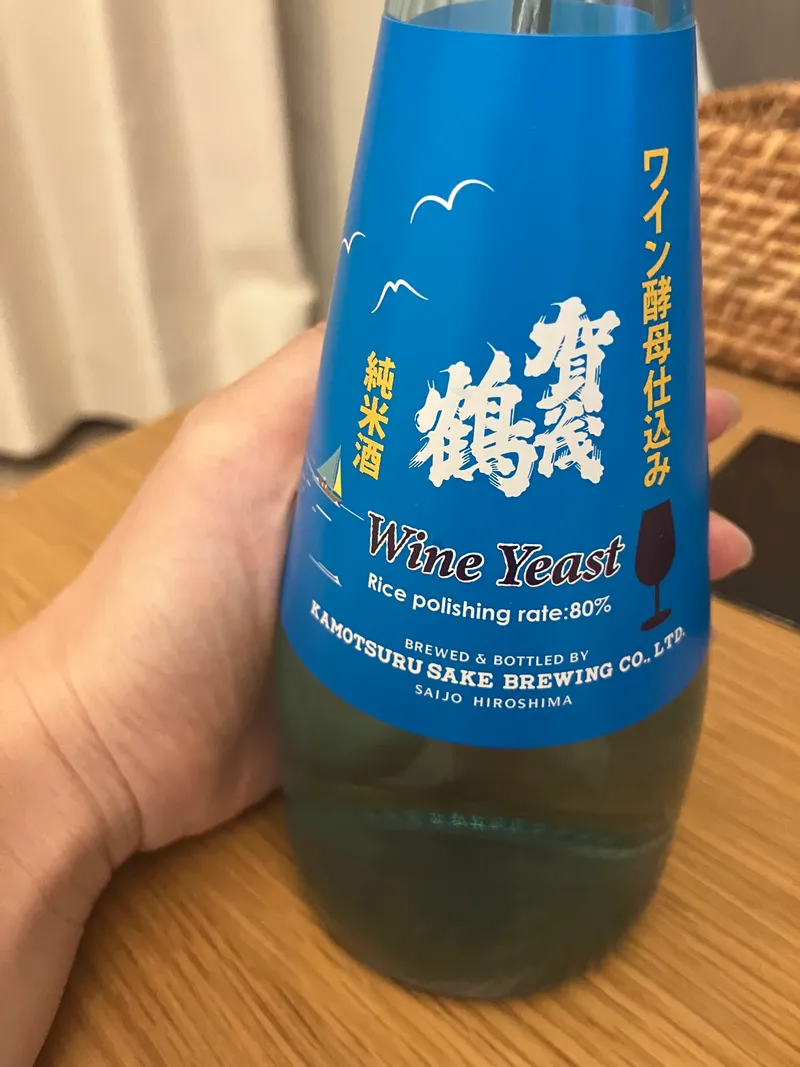 ワイン酵母仕込み
賀茂
鶴
純米酒
Wine Yeast
Rice polishing rate:80%
BREWED & BOTTLED BY
KAMOTSURU SAKE BREWING CO., LTD.
SAIJO HIROSHIMA